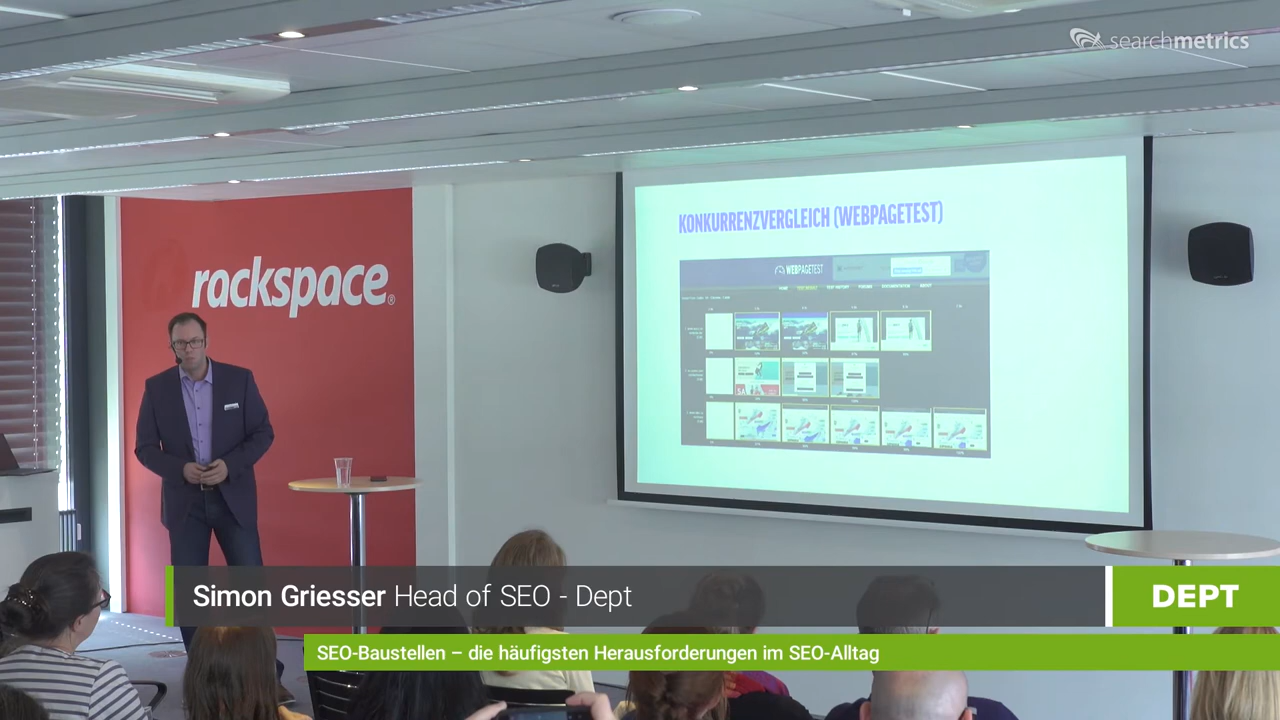 searchmetrics
KONKURRENZVERGLEICH (WEBPAGETEST)
WEBPAGETEST
rackspace®
Simon Griesser Head of SEO - Dept
DEPT
SEO-Baustellen – die häufigsten Herausforderungen im SEO-Alltag